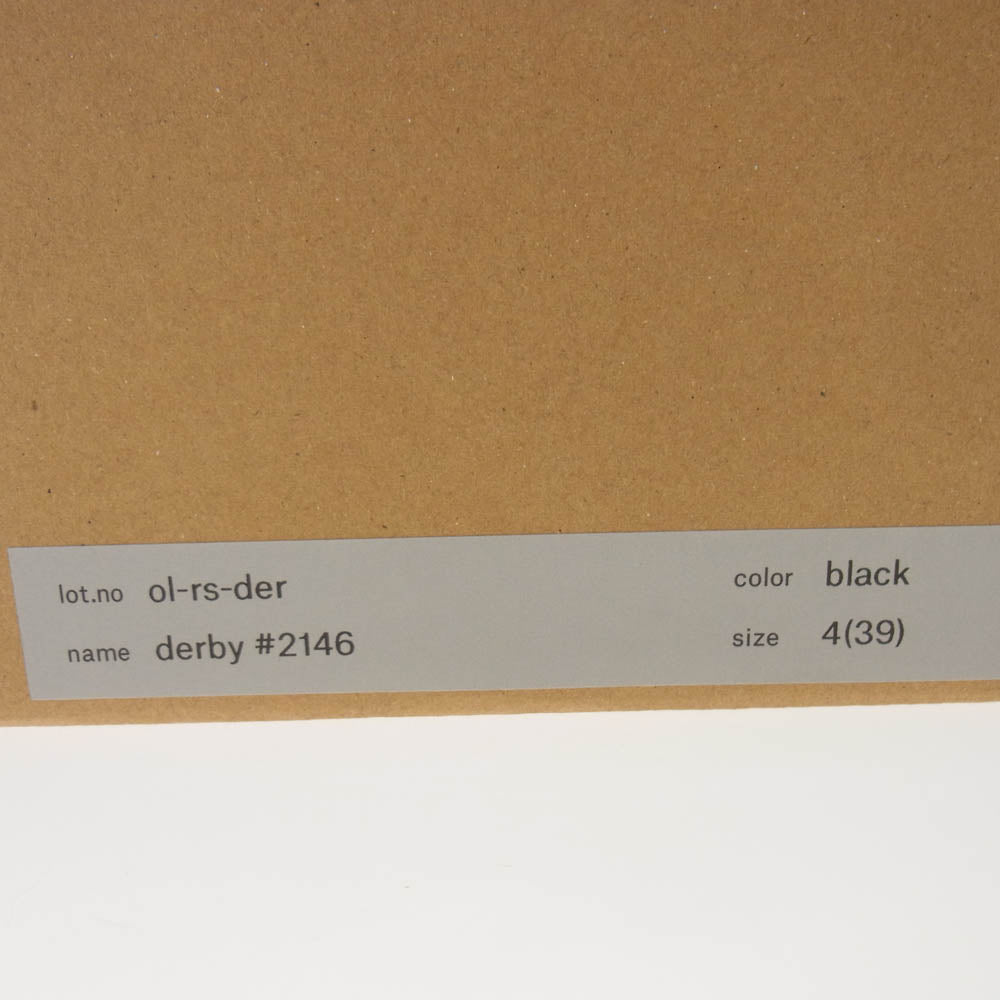 lot.no ol-rs-der color black
name derby #2146 size 4(39)